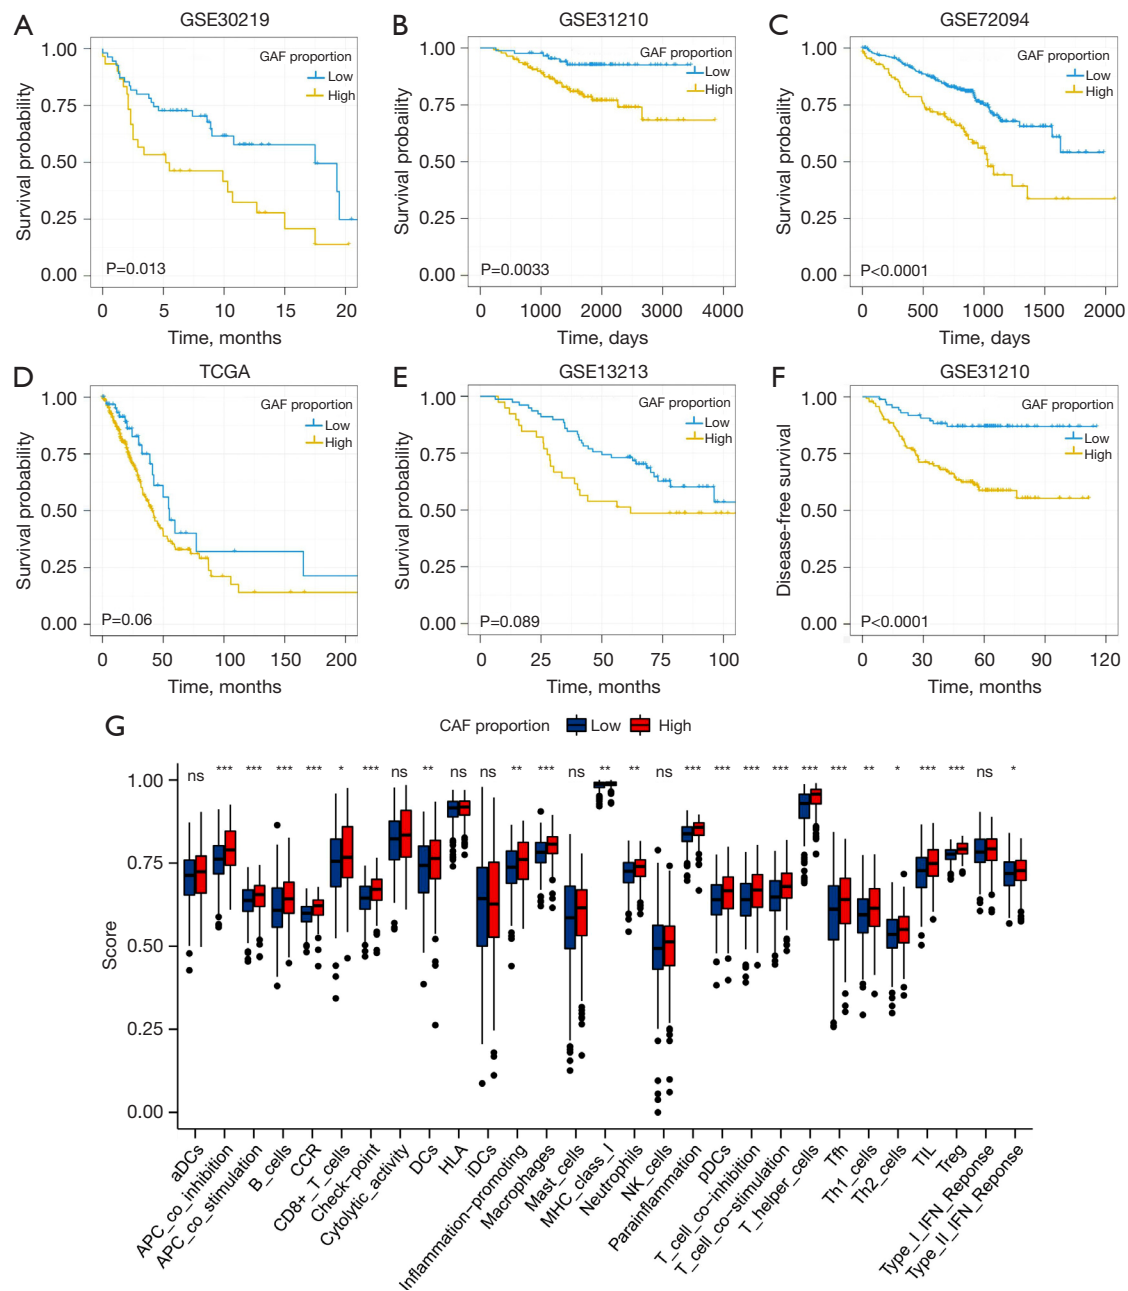 A
GSE30219
Survival probability
1.00
0.75
0.50
0.25
0.00
GAF proportion
Low
High
P=0.013
0 5 10 15 20
Time, months
B
GSE31210
Survival probaility
1.00
0.75
0.50
0.25
0.00
GAF proportion
Low
High
P=0.0033
0 1000 2000 3000 4000
Time, days
C
GSE72094
Survival probability
1.00
0.75
0.50
0.25
0.00
GAF proportion
Low
High
P<0.0001
0 500 1000 1500 2000
Time, days
D
TCGA
Survival probability
1.00
0.75
0.50
0.25
0.00
GAF proportion
Low
High
P=0.06
0 50 100 150 200
Time, months
E
GSE13213
Survival probability
1.00
0.75
0.50
0.25
0.00
GAF proportion
Low
High
P=0.089
0 25 50 75 100
Time, months
F
GSE31210
Disease-free survival
1.00
0.75
0.50
0.25
0.00
GAF proportion
Low
High
P<0.0001
0 30 60 90 120
Time, months
G
CAF proportion Low High
Score
1.00
0.75
0.50
0.25
0.00
ns *** *** *** *** * *** ns ** ns ns ** *** ns ** ** ns *** *** *** *** *** *** ** * *** *** ns *
aDCs
APC_co_inhibition
APC_co_stimulation
B_cells
CCR
CD8+_T_cells
Check-point
Cytolytic_activity
DCs
HLA
iDCs
Inflammation-promoting
Macrophages
Mast_cells
MHC_class_I
Neutrophils
NK_cells
Parainflammation
pDCs
T_cell_co-inhibition
T_cell_co-stimulation
T_helper_cells
Tfh
Th1_cells
Th2_cells
TIL
Treg
Type_I_IFN_Reponse
Type_II_IFN_Reponse